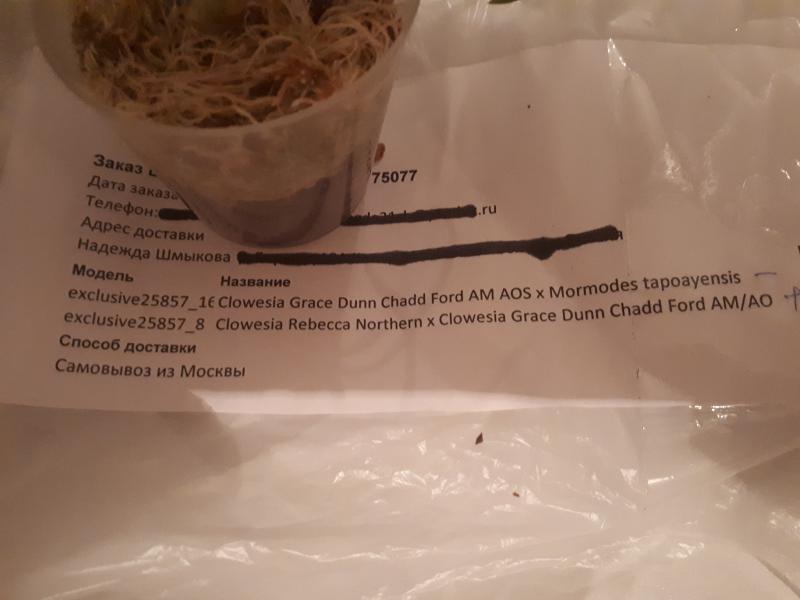 Заказ
75077
Дата заказа
Телефон:
.ru
Адрес доставки
Надежда Шмыкова
Модель Название
exclusive25857_16 Clowesia Grace Dunn Chadd Ford AM AOS x Mormodes tapoayensis
exclusive25857_8 Clowesia Rebecca Northern x Clowesia Grace Dunn Chadd Ford AM/AO
Способ доставки
Самовывоз из Москвы